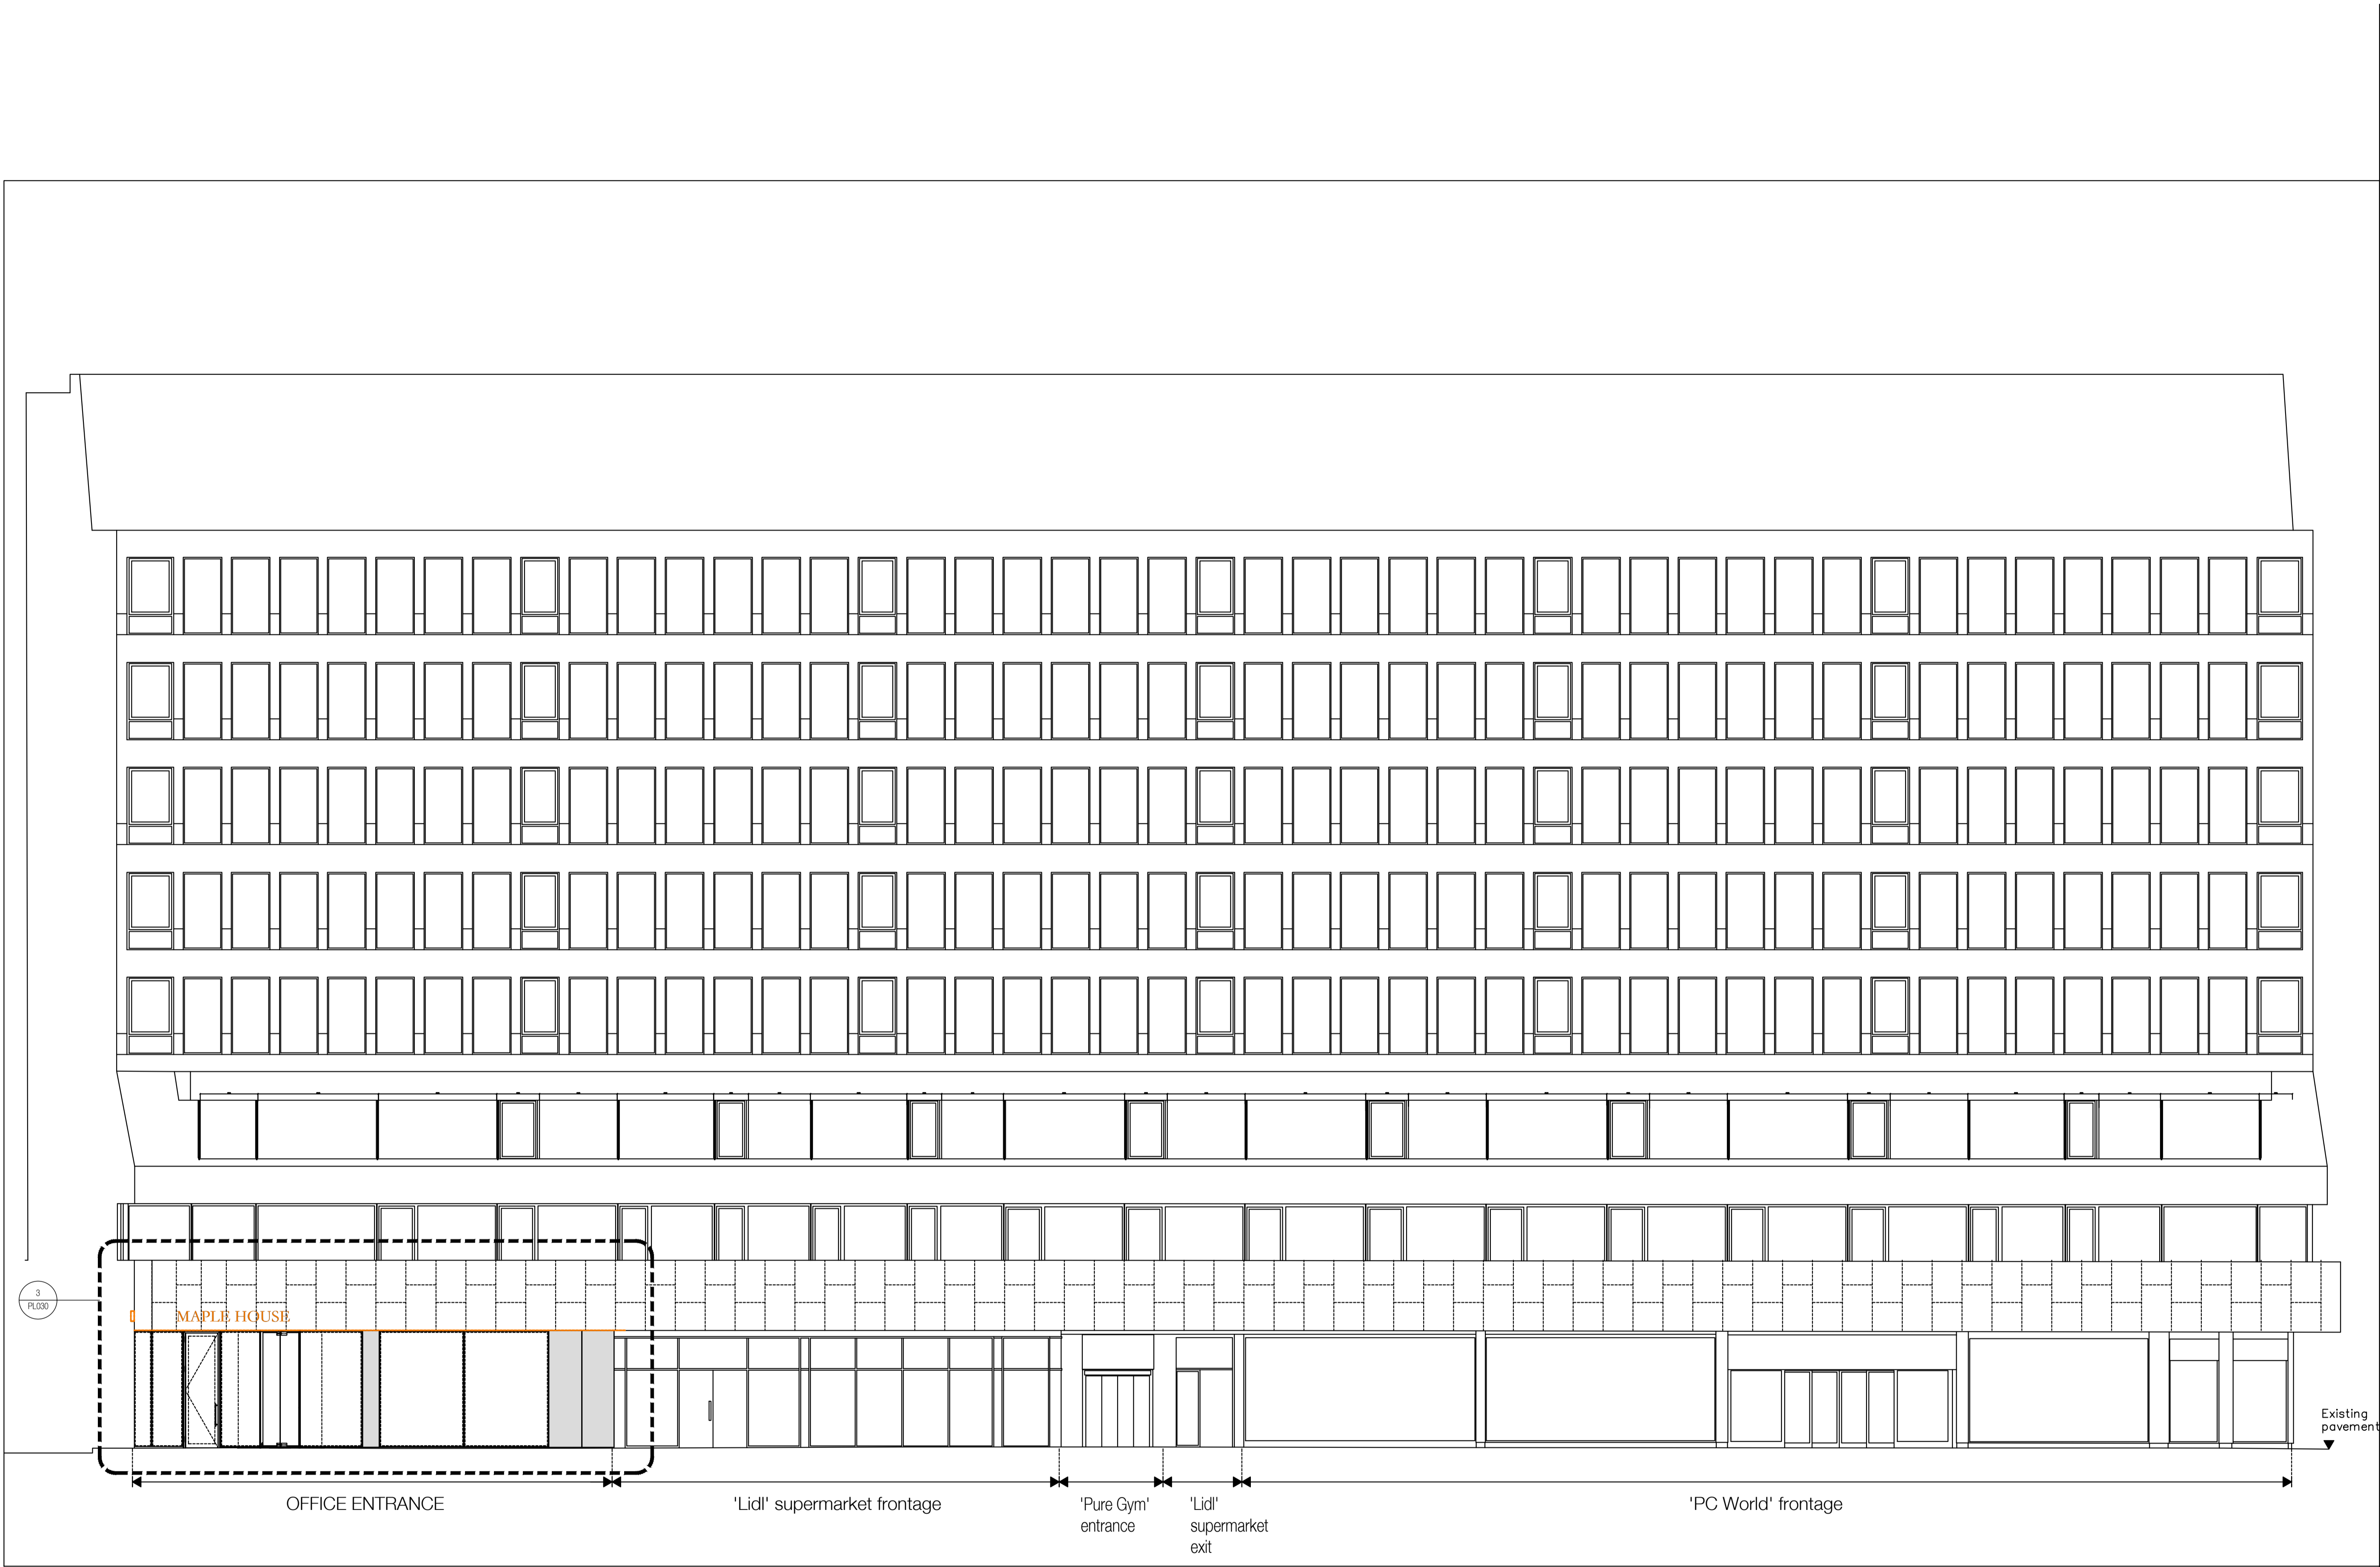 3
PL030
MAPLE HOUSE
Existing
pavement
OFFICE ENTRANCE
'Lidl' supermarket frontage
'Pure Gym'
entrance
'Lidl'
supermarket
exit
'PC World' frontage